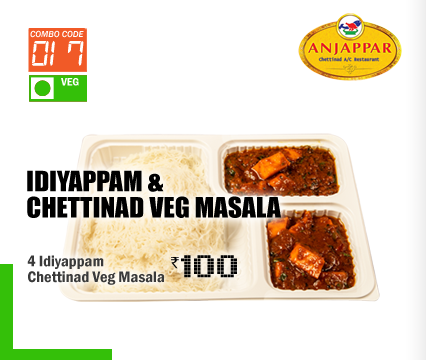 COMBO CODE
017
VEG
ANJAPPAR
Chettinad A/C Restaurant
IDIYAPPAM &
CHETTINAD VEG MASALA
4 Idiyappam
Chettinad Veg Masala
₹100